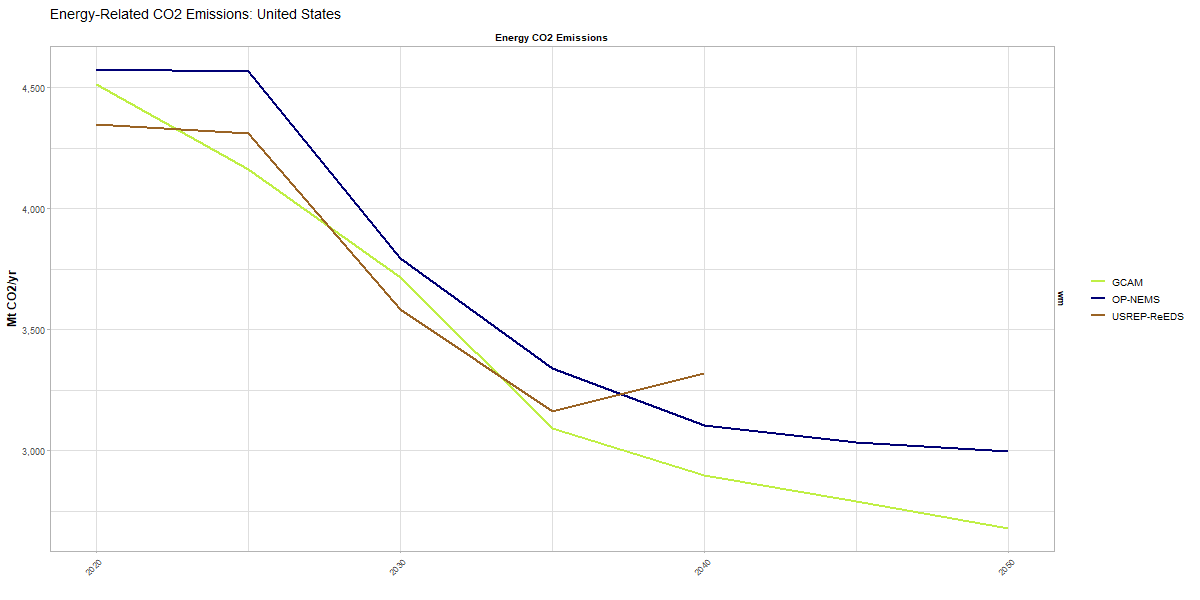 Energy-Related CO2 Emissions: United States
Energy CO2 Emissions
Mt CO2/yr
4,500
4,000
3,500
3,000
2020
2030
2040
2050
wm
GCAM
OP-NEMS
USREP-ReEDS